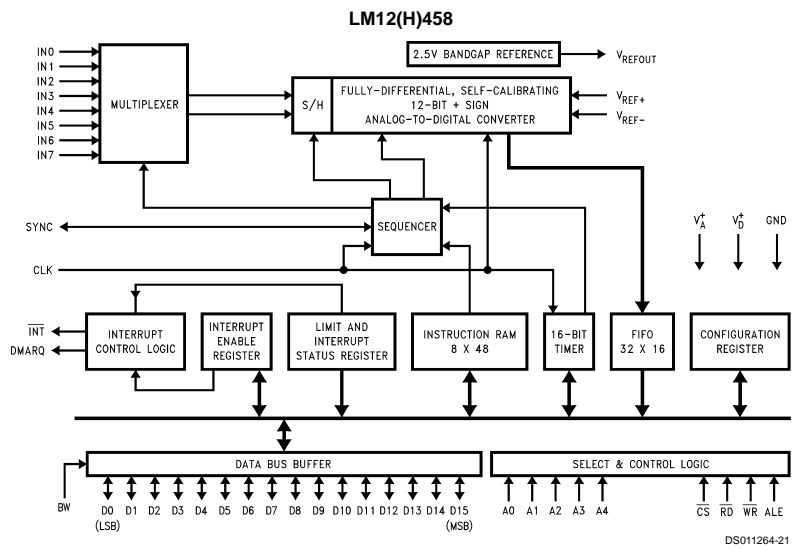 LM12(H)458
2.5V BANDGAP REFERENCE
VREFOUT
IN0
IN1
IN2
IN3
IN4
IN5
IN6
IN7
MULTIPLEXER
S/H
FULLY-DIFFERENTIAL, SELF-CALIBRATING
12-BIT + SIGN
ANALOG-TO-DIGITAL CONVERTER
VREF+
VREF−
SYNC
SEQUENCER
V+A
V+D
GND
CLK
INT
DMARQ
INTERRUPT
CONTROL LOGIC
INTERRUPT
ENABLE
REGISTER
LIMIT AND
INTERRUPT
STATUS REGISTER
INSTRUCTION RAM
8 X 48
16-BIT
TIMER
FIFO
32 X 16
CONFIGURATION
REGISTER
DATA BUS BUFFER
SELECT & CONTROL LOGIC
BW
D0 D1 D2 D3 D4 D5 D6 D7 D8 D9 D10 D11 D12 D13 D14 D15
(LSB) (MSB)
A0 A1 A2 A3 A4
CS RD WR ALE
DS011264-21